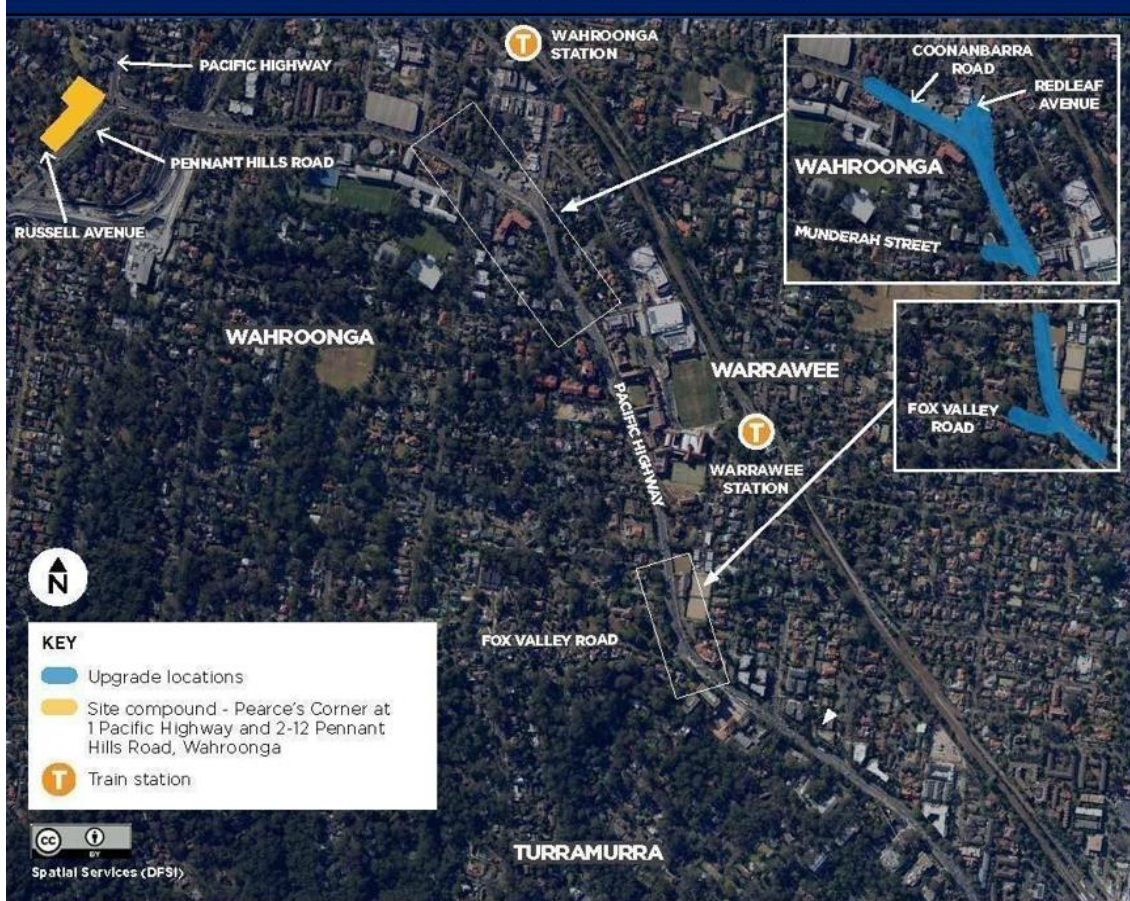 WAHROONGA
STATION
PACIFIC HIGHWAY
PENNANT HILLS ROAD
RUSSELL AVENUE
COONANBARRA
ROAD
REDLEAF
AVENUE
WAHROONGA
MUNDERAH STREET
WAHROONGA
WARRAWEE
FOX VALLEY
ROAD
PACIFIC HIGHWAY
T
WARRAWEE
STATION
T
N
FOX VALLEY ROAD
KEY
Upgrade locations
Site compound - Pearce's Corner at
1 Pacific Highway and 2-12 Pennant
Hills Road, Wahroonga
T
Train station
cc
BY
Spatial Services (DFSI)
TURRAMURRA